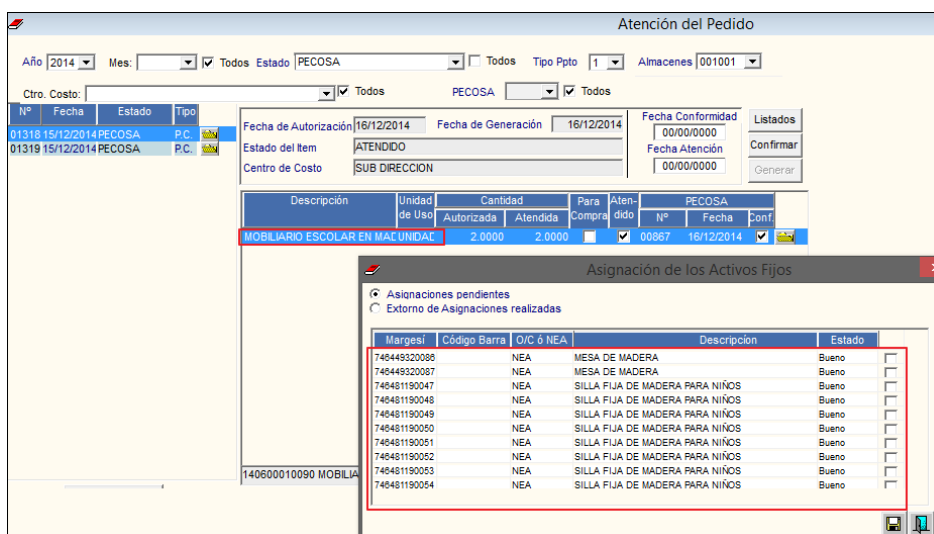 Atención del Pedido
Año 2014 Mes: Todos Estado PECOSA Todos Tipo Ppto 1 Almacenes 001001
Ctro. Costo: Todos PECOSA Todos
Nº Fecha Estado Tipo
01318 15/12/2014 PECOSA P.C.
01319 15/12/2014 PECOSA P.C.
Fecha de Autorización 16/12/2014 Fecha de Generación 16/12/2014
Estado del Item ATENDIDO
Centro de Costo SUB DIRECCION
Fecha Conformidad
00/00/0000
Fecha Atención
00/00/0000
Listados
Confirmar
Generar
Descripción Unidad de Uso Cantidad Para Compra Aten-dido PECOSA
Autorizada Atendida Nº Fecha Conf.
MOBILIARIO ESCOLAR EN MAD UNIDAD 2.0000 2.0000 00867 16/12/2014
140600010090 MOBILIA
Asignación de los Activos Fijos
Asignaciones pendientes
Extorno de Asignaciones realizadas
Margesí Código Barra O/C ó NEA Descripcíon Estado
746449320086 NEA MESA DE MADERA Bueno
746449320087 NEA MESA DE MADERA Bueno
746481190047 NEA SILLA FIJA DE MADERA PARA NIÑOS Bueno
746481190048 NEA SILLA FIJA DE MADERA PARA NIÑOS Bueno
746481190049 NEA SILLA FIJA DE MADERA PARA NIÑOS Bueno
746481190050 NEA SILLA FIJA DE MADERA PARA NIÑOS Bueno
746481190051 NEA SILLA FIJA DE MADERA PARA NIÑOS Bueno
746481190052 NEA SILLA FIJA DE MADERA PARA NIÑOS Bueno
746481190053 NEA SILLA FIJA DE MADERA PARA NIÑOS Bueno
746481190054 NEA SILLA FIJA DE MADERA PARA NIÑOS Bueno